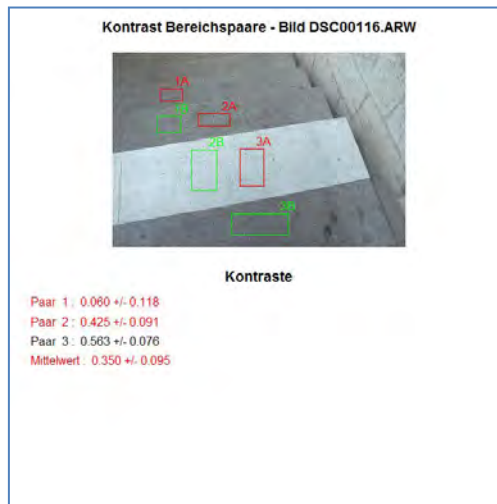 Kontrast Bereichspaare - Bild DSC00116.ARW
1A
1B
2A
2B
3A
3B
Kontraste
Paar 1 : 0.060 +/- 0.118
Paar 2 : 0.425 +/- 0.091
Paar 3 : 0.563 +/- 0.076
Mittelwert : 0.350 +/- 0.095